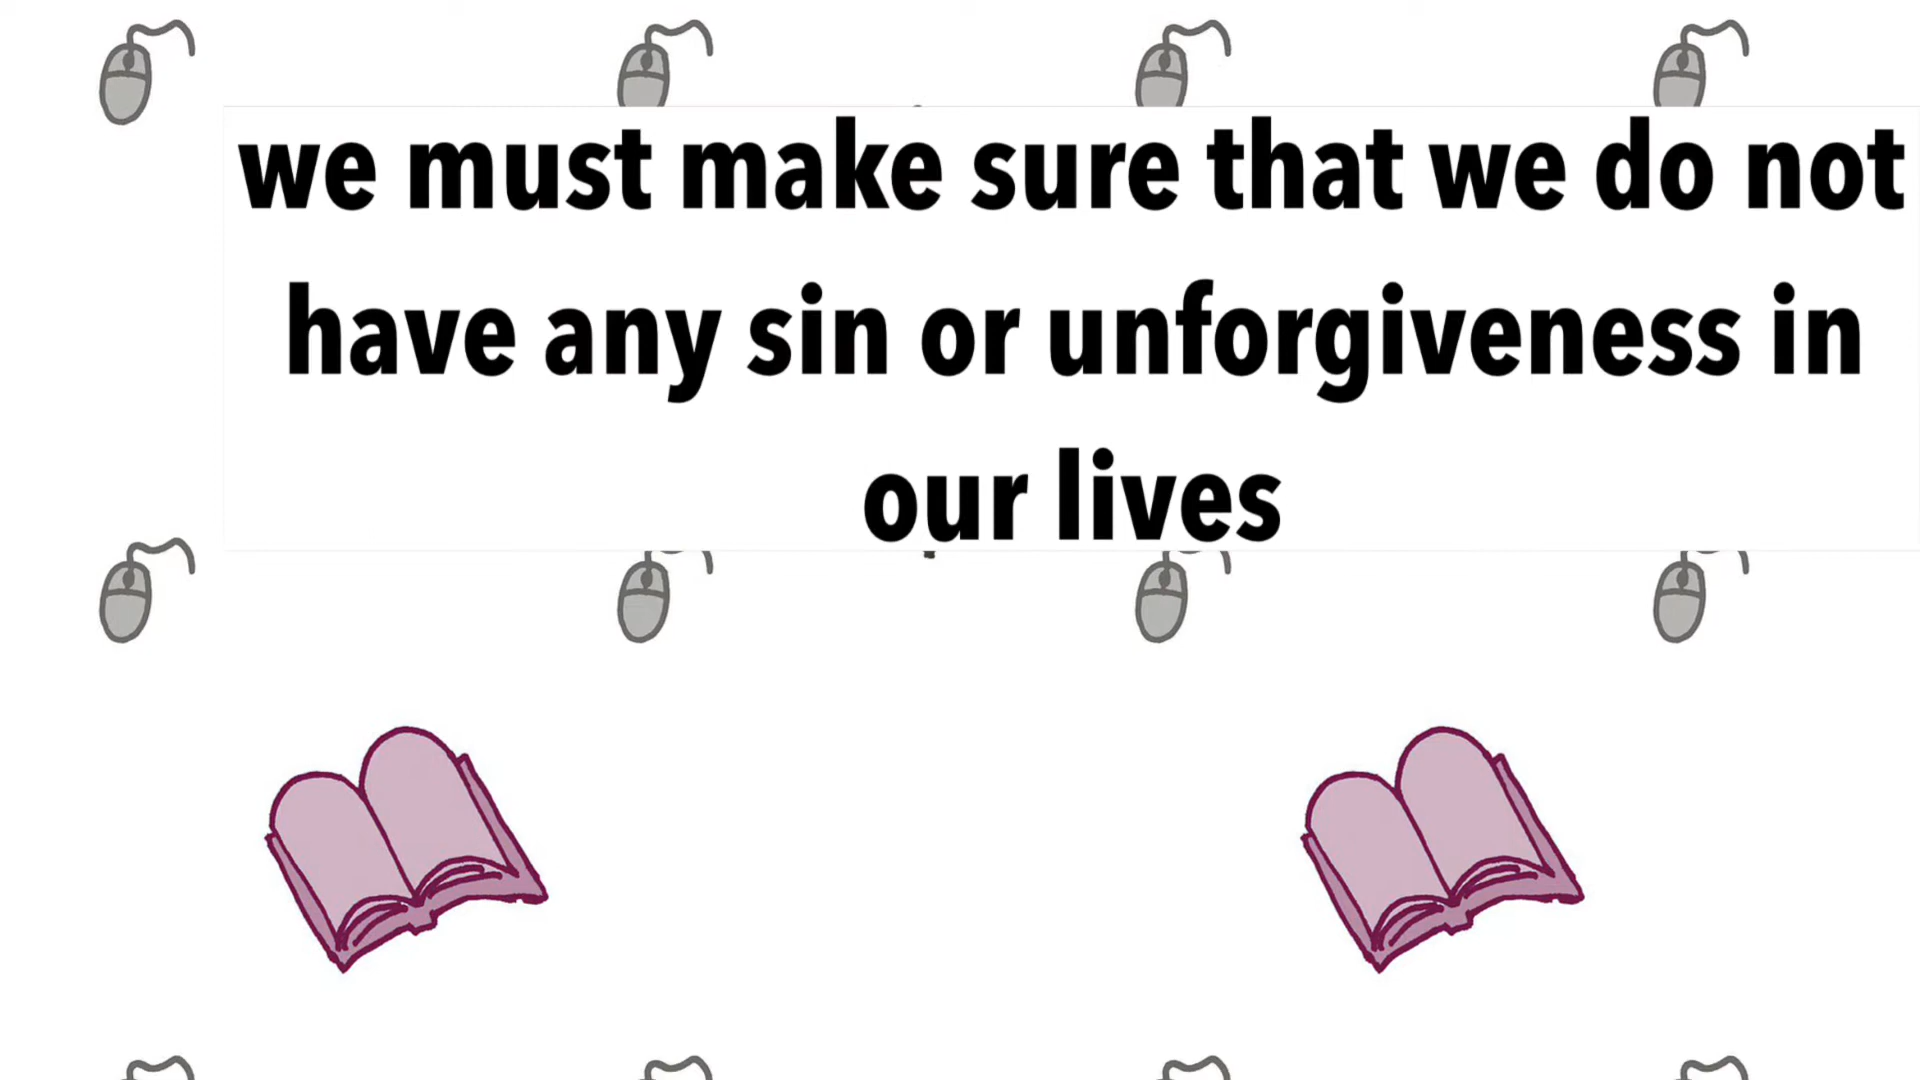 we must make sure that we do not
have any sin or unforgiveness in
our lives